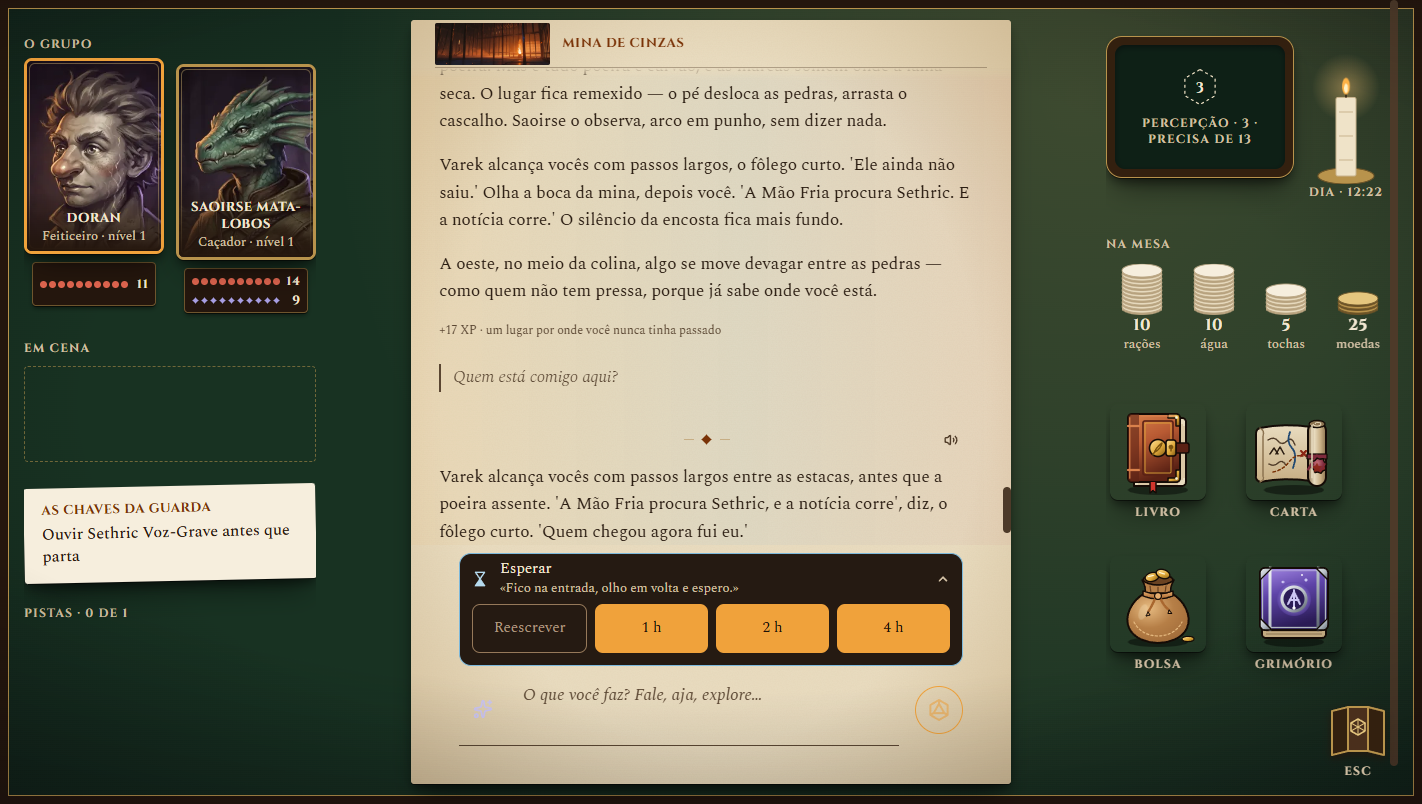 O GRUPO
DORAN
Feiticeiro · nível 1
11
SAOIRSE MATA-
LOBOS
Caçador · nível 1
14
9
EM CENA
AS CHAVES DA GUARDA
Ouvir Sethric Voz-Grave antes que
parta
PISTAS · 0 DE 1
MINA DE CINZAS
seca. O lugar fica remexido — o pé desloca as pedras, arrasta o
cascalho. Saoirse o observa, arco em punho, sem dizer nada.
Varek alcança vocês com passos largos, o fôlego curto. 'Ele ainda não
saiu.' Olha a boca da mina, depois você. 'A Mão Fria procura Sethric. E
a notícia corre.' O silêncio da encosta fica mais fundo.
A oeste, no meio da colina, algo se move devagar entre as pedras —
como quem não tem pressa, porque já sabe onde você está.
+17 XP · um lugar por onde você nunca tinha passado
Quem está comigo aqui?
Varek alcança vocês com passos largos entre as estacas, antes que a
poeira assente. 'A Mão Fria procura Sethric, e a notícia corre', diz, o
fôlego curto. 'Quem chegou agora fui eu.'
Esperar
«Fico na entrada, olho em volta e espero.»
Reescrever
1 h
2 h
4 h
O que você faz? Fale, aja, explore...
3
PERCEPÇÃO · 3 ·
PRECISA DE 13
DIA · 12:22
NA MESA
10
rações
10
água
5
tochas
25
moedas
LIVRO
CARTA
BOLSA
GRIMÓRIO
ESC